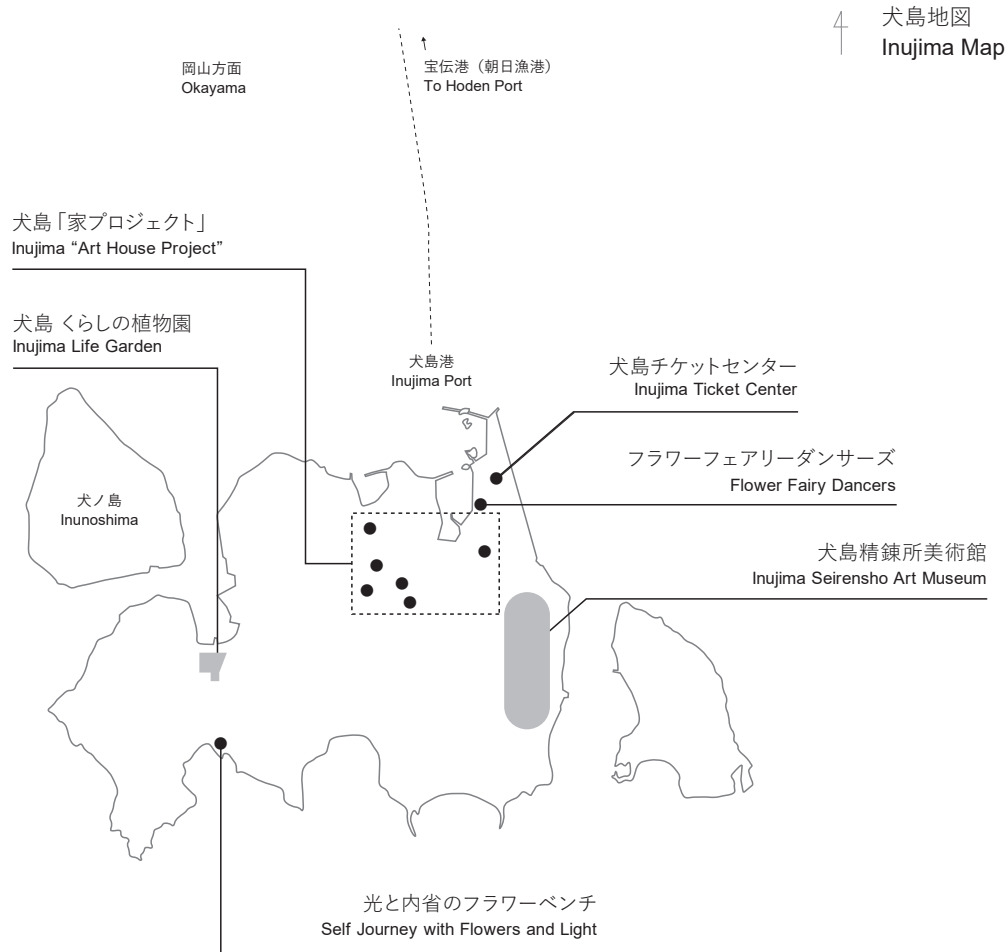 犬島地図
Inujima Map
岡山方面
Okayama
宝伝港（朝日漁港）
To Hoden Port
犬島「家プロジェクト」
Inujima “Art House Project”
犬島 くらしの植物園
Inujima Life Garden
犬島港
Inujima Port
犬島チケットセンター
Inujima Ticket Center
フラワーフェアリーダンサーズ
Flower Fairy Dancers
犬ノ島
Inunoshima
犬島精錬所美術館
Inujima Seirensho Art Museum
光と内省のフラワーベンチ
Self Journey with Flowers and Light